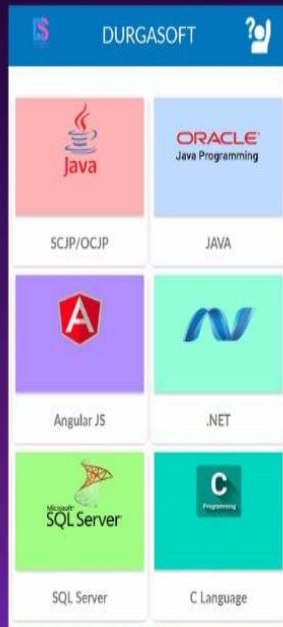 DURGASOFT
?
Java
ORACLE
Java Programming
SCJP/OCJP
JAVA
Angular JS
.NET
Microsoft
SQL Server
C
Programming
SQL Server
C Language